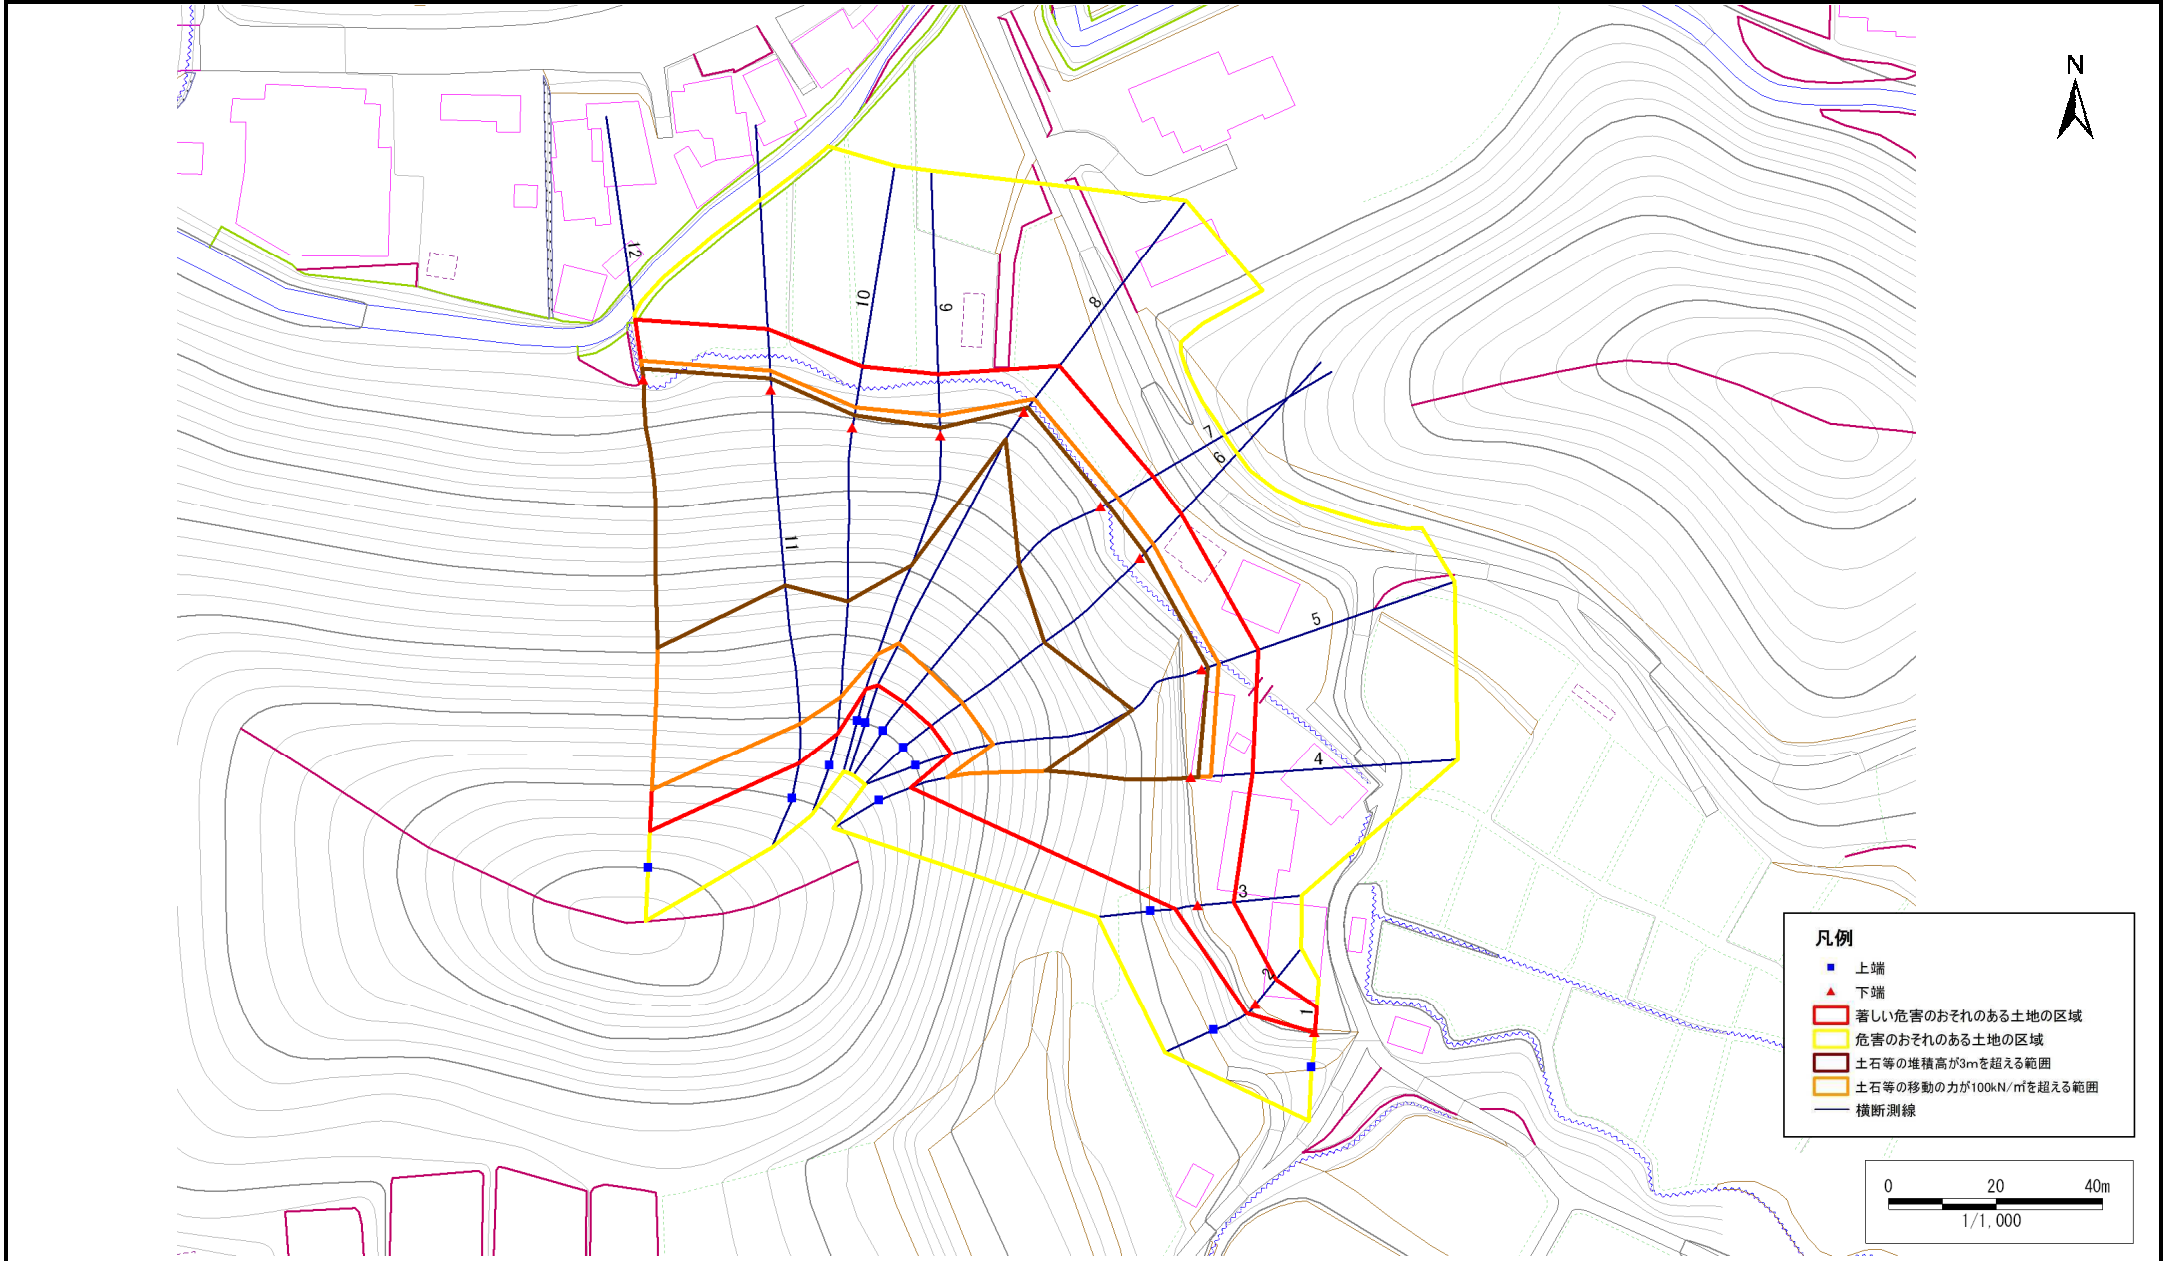 N
12
10
9
8
7
6
11
5
4
3
2
1
凡例
上端
下端
著しい危害のおそれのある土地の区域
危害のおそれのある土地の区域
土石等の堆積高が3mを超える範囲
土石等の移動の力が100kN/㎡を超える範囲
横断測線
0 20 40m
1/1,000